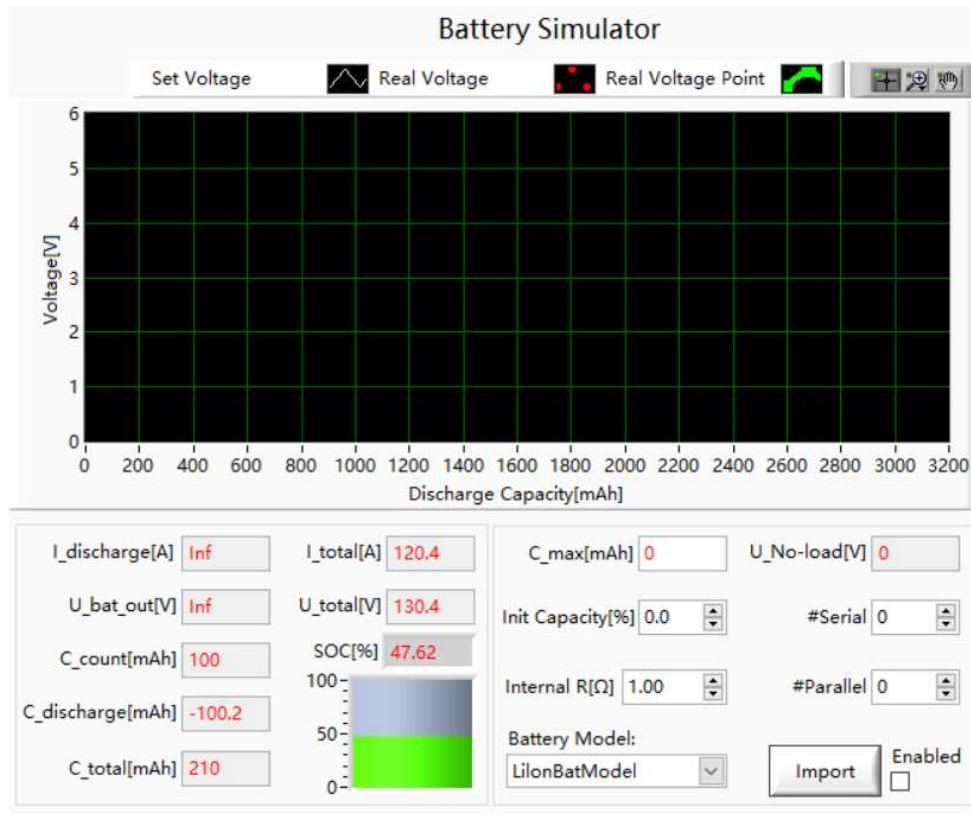 Battery Simulator
Set Voltage Real Voltage Real Voltage Point
6
5
4
3
2
1
0
Voltage[V]
0 200 400 600 800 1000 1200 1400 1600 1800 2000 2200 2400 2600 2800 3000 3200
Discharge Capacity[mAh]
I_discharge[A] Inf I_total[A] 120.4
U_bat_out[V] Inf U_total[V] 130.4
C_count[mAh] 100 SOC[%] 47.62
C_discharge[mAh] -100.2
C_total[mAh] 210
100
50
0
C_max[mAh] 0 U_No-load[V] 0
Init Capacity[%] 0.0 #Serial 0
Internal R[Ω] 1.00 #Parallel 0
Battery Model:
LiIonBatModel Import Enabled